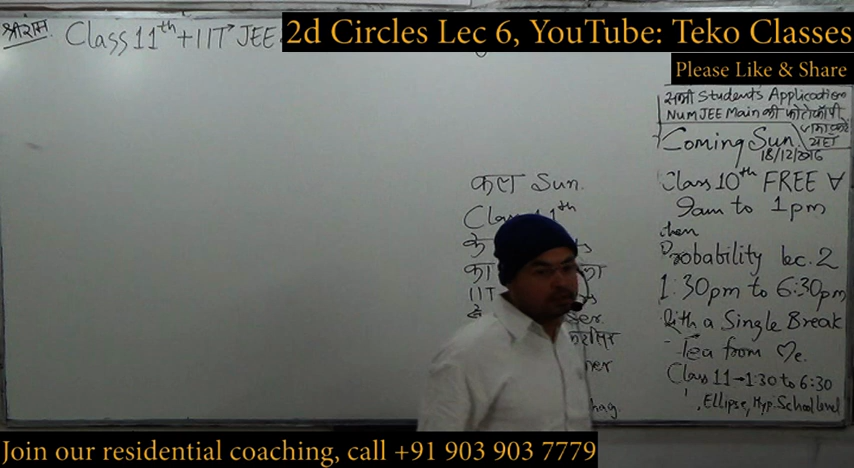 श्रीराम Class 11th + IIT JEE
2d Circles Lec 6, YouTube: Teko Classes
Please Like & Share
सभी Students Application
Num JEE Main की फोटोकॉपी
Coming Sun.
18/12/2016
Class 10th FREE ∀
9am to 1pm
then
Probability Lec. 2
1:30pm to 6:30pm
With a Single Break
Tea from Me.
Class 11→1:30 to 6:30
Ellipse, Hyp. School level
कल Sun.
11th
के
का
IIT
Join our residential coaching, call +91 903 903 7779